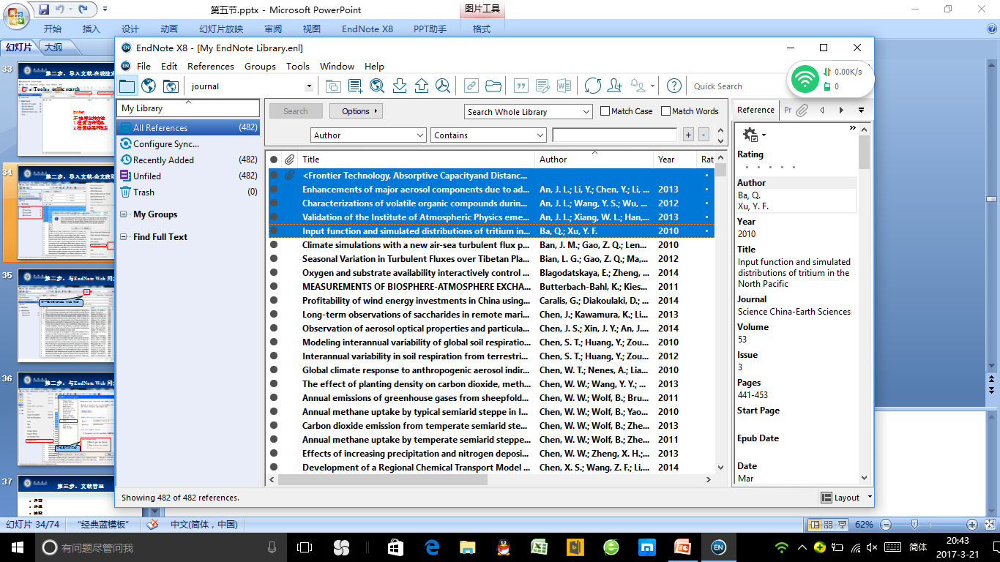 第五节.pptx - Microsoft PowerPoint
图片工具
开始 插入 设计 动画 幻灯片放映 审阅 视图 EndNote X8 PPT助手 格式
幻灯片 大纲
33
Tools, online search
34
35
36
37
第三步。文献管理
EndNote X8 - [My EndNote Library.enl]
File Edit References Groups Tools Window Help
0.00K/s
0
journal
Quick Search
My Library
All References (482)
Configure Sync...
Recently Added (482)
Unfiled (482)
Trash (0)
My Groups
Find Full Text
Search Options Search Whole Library Match Case Match Words
Author Contains + -
Title Author Year Rat
<Frontier Technology, Absorptive Capacityand Distanc...
Enhancements of major aerosol components due to ad... An, J. L.; Li, Y.; Chen, Y.; Li, ... 2013
Characterization of volatile organic compounds durin... An, J. L.; Wang, Y. S.; Wu, ... 2012
Validation of the Institute of Atmospheric Physics eme... An, J. L.; Xiang, W. L.; Han,... 2013
Input function and simulated distributions of tritium in... Ba, Q.; Xu, Y. F. 2010
Climate simulations with a new air-sea turbulent flux p... Ban, J. M.; Gao, Z. Q.; Len... 2010
Seasonal Variation in Turbulent Fluxes over Tibetan Pla... Bian, L. G.; Gao, Z. Q.; Ma,... 2012
Oxygen and substrate availability interactively control ... Blagodatskaya, E.; Zheng, ... 2014
MEASUREMENTS OF BIOSPHERE-ATMOSPHERE EXCHA... Butterbach-Bahl, K.; Kies... 2011
Profitability of wind energy investments in China using... Caralis, G.; Diakoulaki, D.; ... 2014
Long-term observations of saccharides in remote mari... Chen, J.; Kawamura, K.; Li... 2013
Observation of aerosol optical properties and particula... Chen, J. S.; Xin, J. Y.; An, J.... 2014
Modeling interannual variability of global soil respiratio... Chen, S. T.; Huang, Y.; Zou... 2010
Interannual variability in soil respiration from terrestri... Chen, S. T.; Huang, Y.; Zou... 2012
Global climate response to anthropogenic aerosol indir... Chen, W. T.; Nenes, A.; Lia... 2010
The effect of planting density on carbon dioxide, meth... Chen, W. W.; Wang, Y. Y.; ... 2013
Annual emissions of greenhouse gases from sheepfold... Chen, W. W.; Wolf, B.; Bru... 2011
Annual methane uptake by typical semiarid steppe in I... Chen, W. W.; Wolf, B.; Yao... 2010
Carbon dioxide emission from temperate semiarid ste... Chen, W. W.; Wolf, B.; Zhe... 2013
Annual methane uptake by temperate semiarid steppe... Chen, W. W.; Wolf, B.; Zhe... 2011
Effects of increasing precipitation and nitrogen deposi... Chen, W. W.; Zheng, X. H.;... 2013
Development of a Regional Chemical Transport Model ... Chen, X. S.; Wang, Z. F.; Li,... 2014
Reference Pr
Rating
Author
Ba, Q.
Xu, Y. F.
Year
2010
Title
Input function and simulated
distributions of tritium in the
North Pacific
Journal
Science China-Earth Sciences
Volume
53
Issue
3
Pages
441-453
Start Page
Epub Date
Date
Mar
Showing 482 of 482 references.
Layout
幻灯片 34/74 “经典蓝模板” 中文(简体，中国) 62%
有问题尽管问我
简体
20:43
2017-3-21